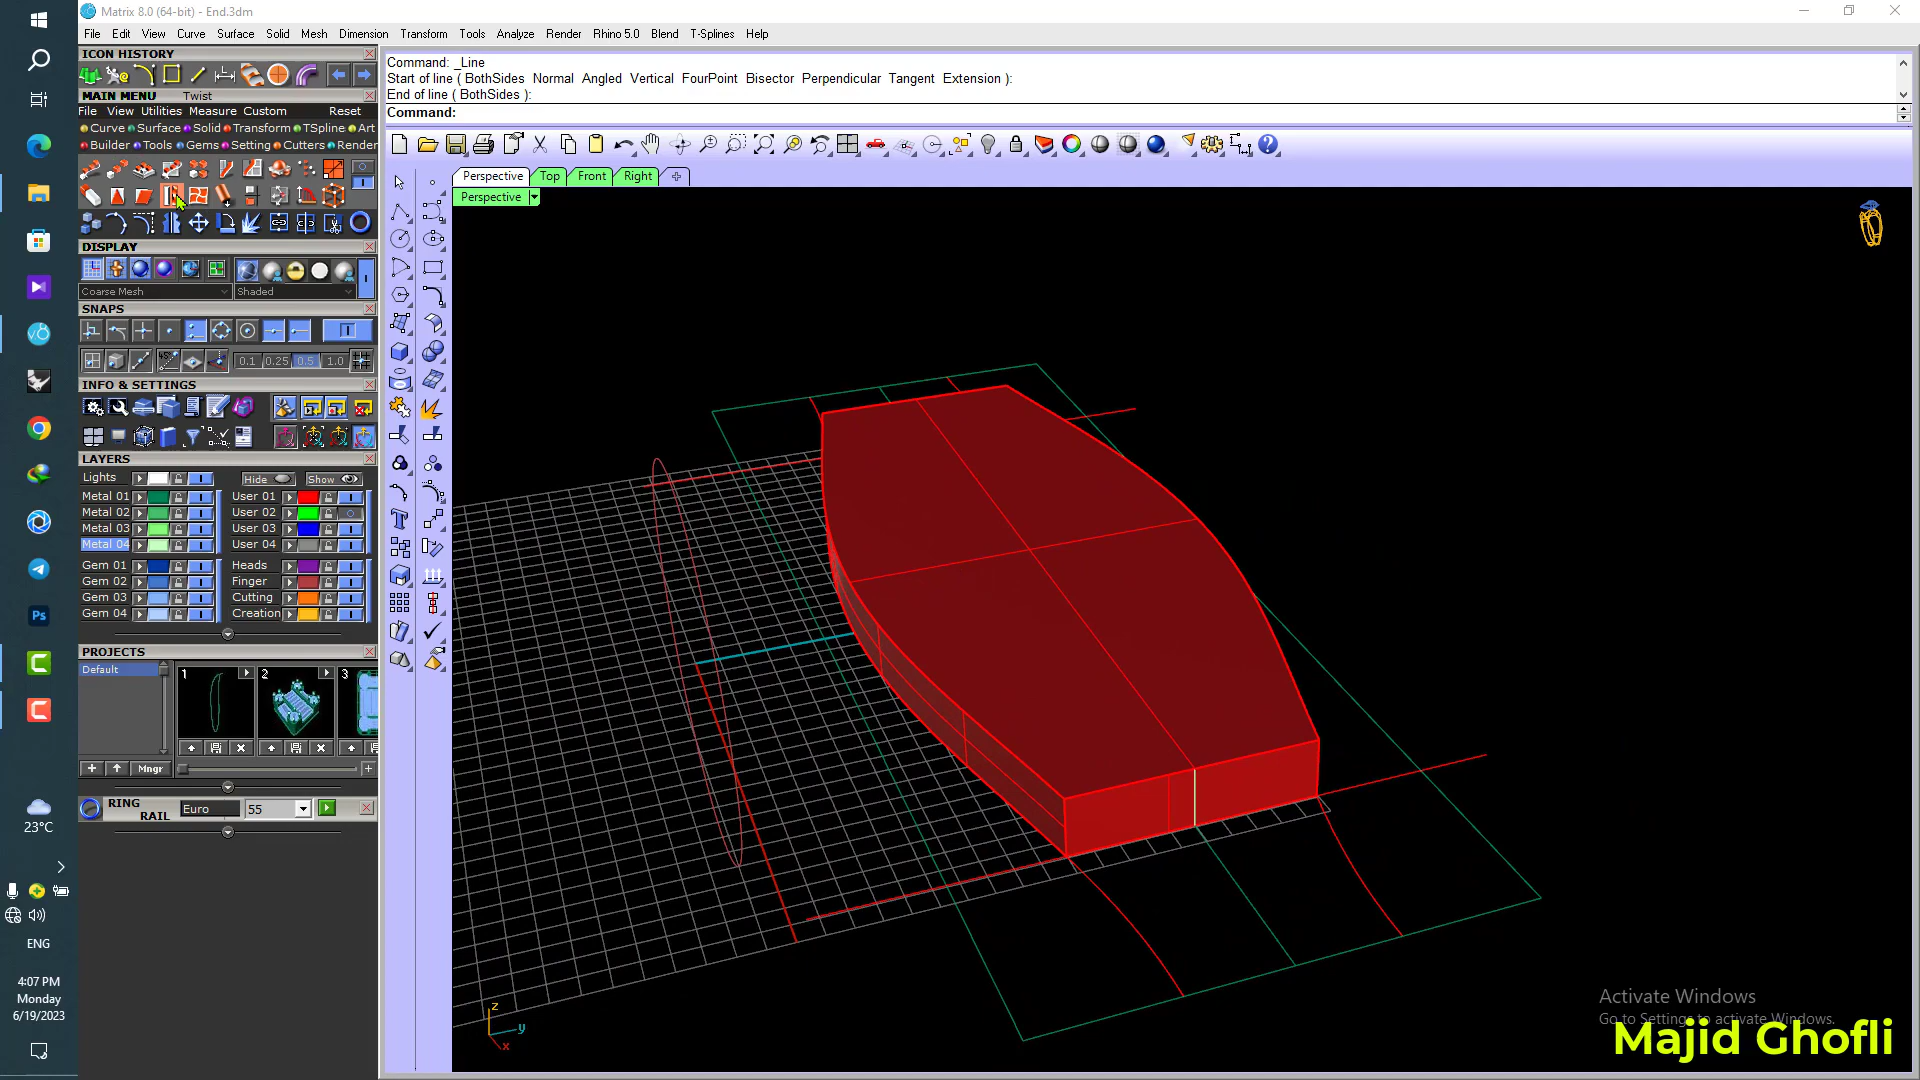 Matrix 8.0 (64-bit) - End.3dm
File Edit View Curve Surface Solid Mesh Dimension Transform Tools Analyze Render Rhino 5.0 Blend T-Splines Help
ICON HISTORY
MAIN MENU Twist
File View Utilities Measure Custom Reset
Curve Surface Solid Transform TSpline Art
Builder Tools Gems Setting Cutters Render
DISPLAY
Coarse Mesh Shaded
SNAPS
0.1 0.25 0.5 1.0
INFO & SETTINGS
LAYERS
Lights Hide Show
Metal 01 User 01
Metal 02 User 02
Metal 03 User 03
Metal 04 User 04
Gem 01 Heads
Gem 02 Finger
Gem 03 Cutting
Gem 04 Creation
PROJECTS
Default 1 2 3
Mngr
RING RAIL Euro 55
Command: _Line
Start of line ( BothSides Normal Angled Vertical FourPoint Bisector Perpendicular Tangent Extension ):
End of line ( BothSides ):
Command:
Perspective Top Front Right
Perspective
z
y
x
Ps
23°C
ENG
4:07 PM
Monday
6/19/2023
Activate Windows
Go to Settings to activate Windows.
Majid Ghofli